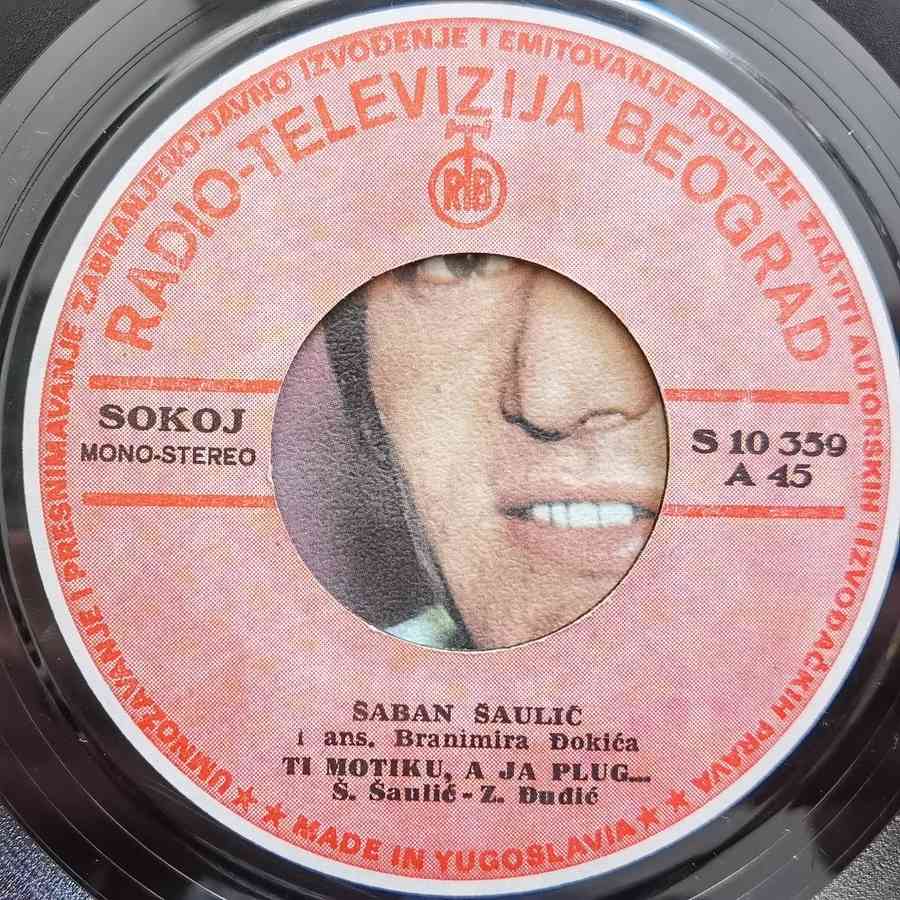 UMNOŽAVANJE I PRESNIMAVANJE ZABRANJENO-JAVNO IZVOĐENJE I EMITOVANJE PODLEŽE ZAŠTITI AUTORSKIH I IZVOĐAČKIH PRAVA
RADIO-TELEVIZIJA BEOGRAD
RTB
SOKOJ
MONO-STEREO
S 10 359
A 45
ŠABAN ŠAULIĆ
i ans. Branimira Đokića
TI MOTIKU, A JA PLUG...
Š. Šaulić - Z. Đudić
★ ★ MADE IN YUGOSLAVIA ★ ★